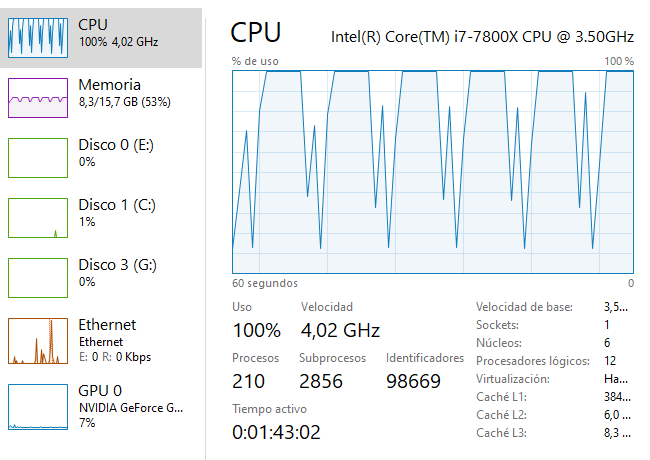 CPU
100% 4,02 GHz
Memoria
8,3/15,7 GB (53%)
Disco 0 (E:)
0%
Disco 1 (C:)
1%
Disco 3 (G:)
0%
Ethernet
Ethernet
E: 0 R: 0 Kbps
GPU 0
NVIDIA GeForce G...
7%
CPU
Intel(R) Core(TM) i7-7800X CPU @ 3.50GHz
% de uso 100 %
60 segundos 0
Uso Velocidad
100% 4,02 GHz
Procesos Subprocesos Identificadores
210 2856 98669
Tiempo activo
0:01:43:02
Velocidad de base: 3,5...
Sockets: 1
Núcleos: 6
Procesadores lógicos: 12
Virtualización: Ha...
Caché L1: 384...
Caché L2: 6,0 ...
Caché L3: 8,3 ...